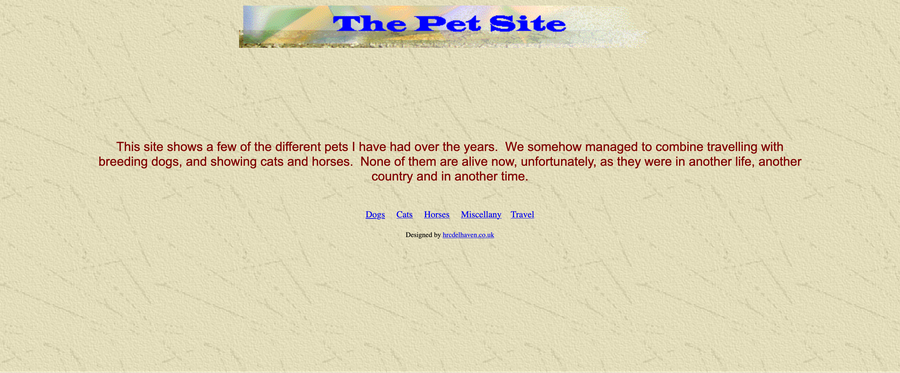 The Pet Site
This site shows a few of the different pets I have had over the years.  We somehow managed to combine travelling with
breeding dogs, and showing cats and horses.  None of them are alive now, unfortunately, as they were in another life, another
country and in another time.
Dogs Cats Horses Miscellany Travel
Designed by hrcdelhaven.co.uk